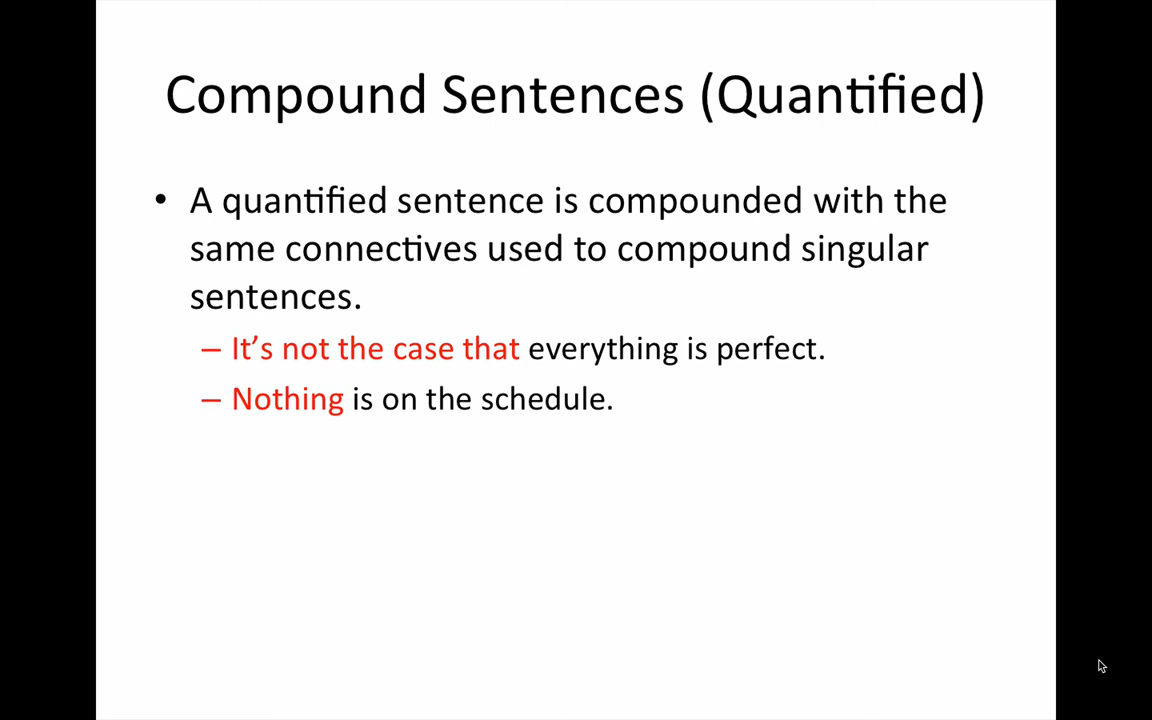 Compound Sentences (Quantified)
• A quantified sentence is compounded with the
same connectives used to compound singular
sentences.
– It's not the case that everything is perfect.
– Nothing is on the schedule.